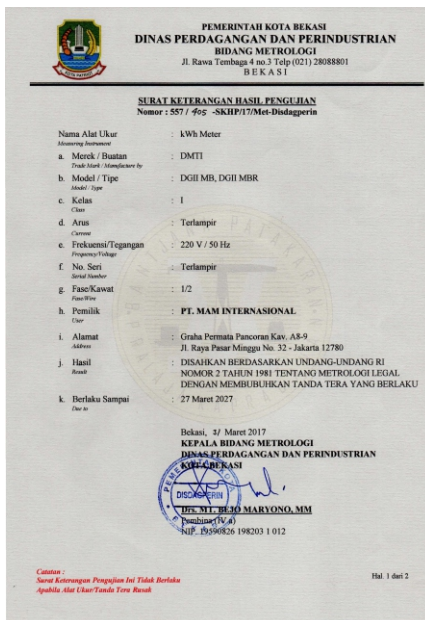 PEMERINTAH KOTA BEKASI
DINAS PERDAGANGAN DAN PERINDUSTRIAN
BIDANG METROLOGI
Jl. Rawa Tembaga 4 no.3 Telp (021) 28088801
B E K A S I
SURAT KETERANGAN HASIL PENGUJIAN
Nomor : 557 / 405 -SKHP/17/Met-Disdagperin
Nama Alat Ukur : kWh Meter
Measuring Instrument
a. Merek / Buatan : DMTI
Trade Mark / Manufacture by
b. Model / Tipe : DGII MB, DGII MBR
Model / Type
c. Kelas : I
Class
d. Arus : Terlampir
Current
e. Frekuensi/Tegangan : 220 V / 50 Hz
Frequency/Voltage
f. No. Seri : Terlampir
Serial Number
g. Fase/Kawat : 1/2
Fase/Wire
h. Pemilik : PT. MAM INTERNASIONAL
User
i. Alamat : Graha Permata Pancoran Kav. A8-9
Address
Jl. Raya Pasar Minggu No. 32 - Jakarta 12780
j. Hasil : DISAHKAN BERDASARKAN UNDANG-UNDANG RI
Result
NOMOR 2 TAHUN 1981 TENTANG METROLOGI LEGAL
DENGAN MEMBUBUHKAN TANDA TERA YANG BERLAKU
k. Berlaku Sampai : 27 Maret 2027
Due to
Bekasi, Maret 2017
KEPALA BIDANG METROLOGI
DINAS PERDAGANGAN DAN PERINDUSTRIAN
KOTA BEKASI
PEMERINTAH KOTA
DISDAGPERIN
Drs. MT. BEJO MARYONO, MM
Pembina (IV.a)
NIP. 19590826 198203 1 012
Catatan :
Surat Keterangan Pengujian Ini Tidak Berlaku
Apabila Alat Ukur/Tanda Tera Rusak
Hal. 1 dari 2